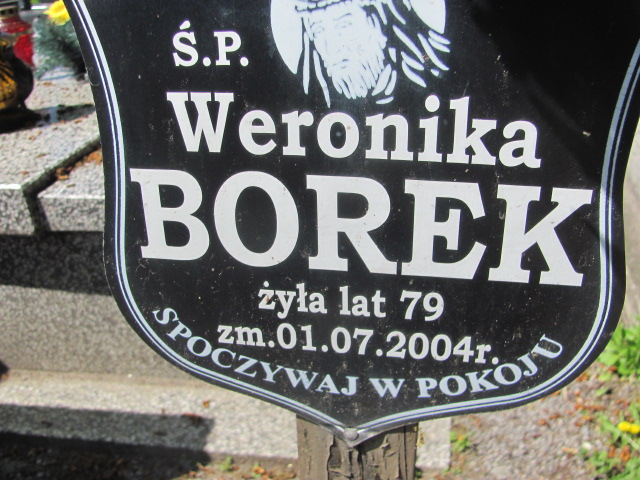 Ś.P.
Weronika
BOREK
żyła lat 79
zm.01.07.2004r.
SPOCZYWAJ W POKOJU